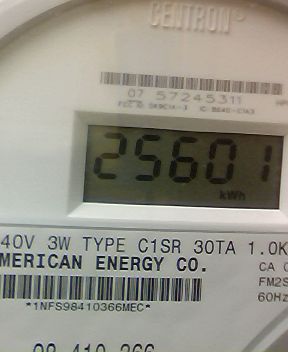 CENTRON
07 57245311
25601
kWh
40V 3W TYPE C1SR 30TA 1.0K
MERICAN ENERGY CO.
CA 0
FM2S
60Hz
*1NFS98410366MEC*